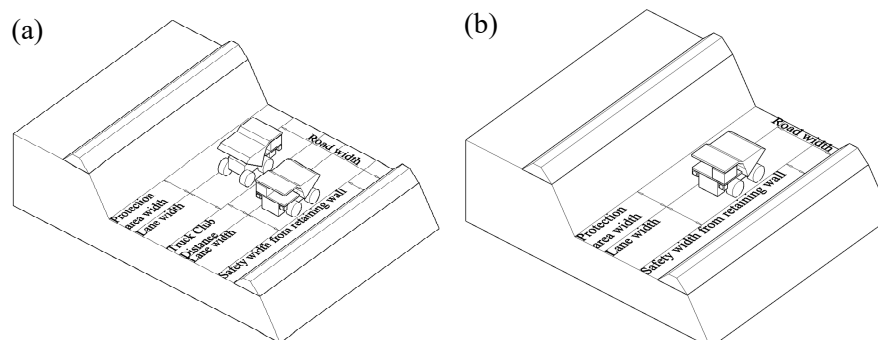 (a)
Road width
Protection
area width
Lane width
Truck Club
Distance
Lane width
Safety width from retaining wall
(b)
Road width
Protection
area width
Lane width
Safety width from retaining wall